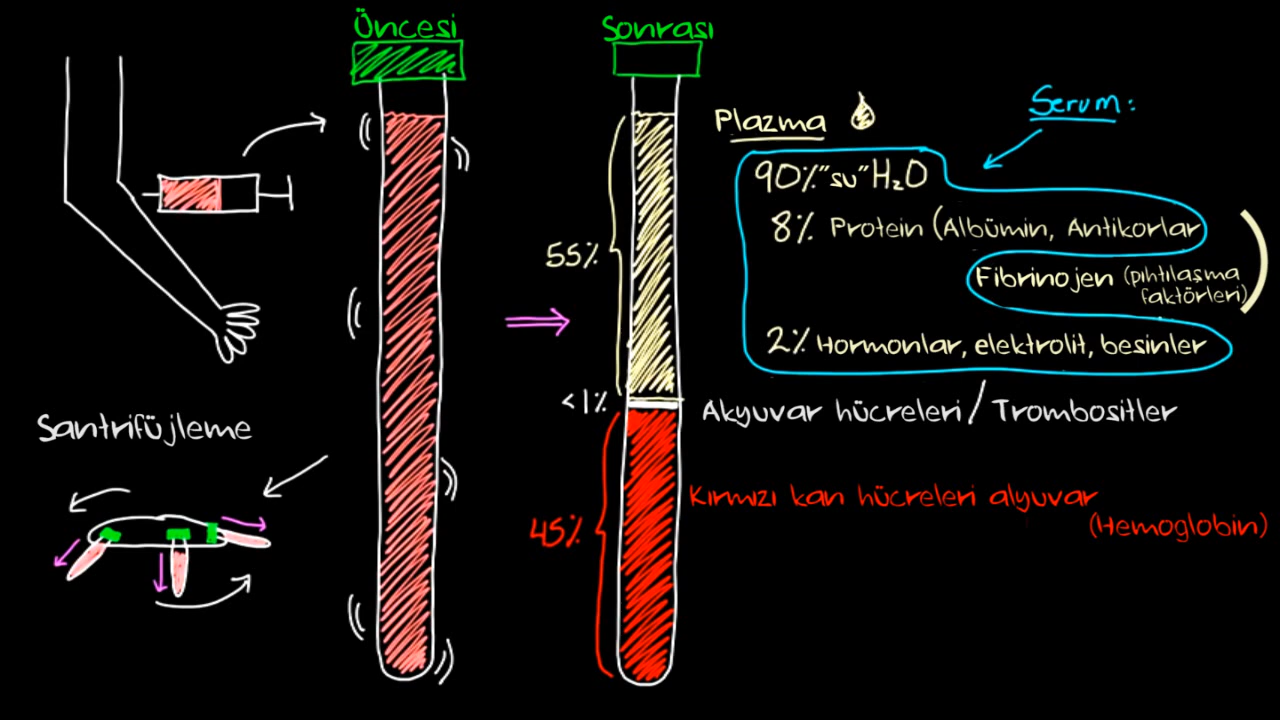 Üncesi
Sonrası
Serum:
Plazma
90% "su" H₂O
8% Protein (Albümin, Antikorlar
Fibrinojen (pıhtılaşma
faktörleri)
)
55%
2% Hormonlar, elektrolit, besinler
<1%
Akyuvar hücreleri / Trombositler
Santrifüjleme
Kırmızı kan hücreleri alyuvar
(Hemoglobin)
45%